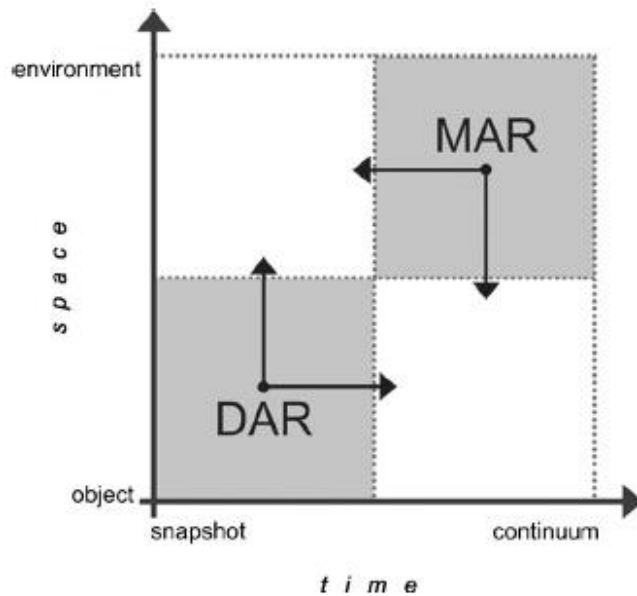 environment
MAR
space
DAR
object
snapshot
continuum
time